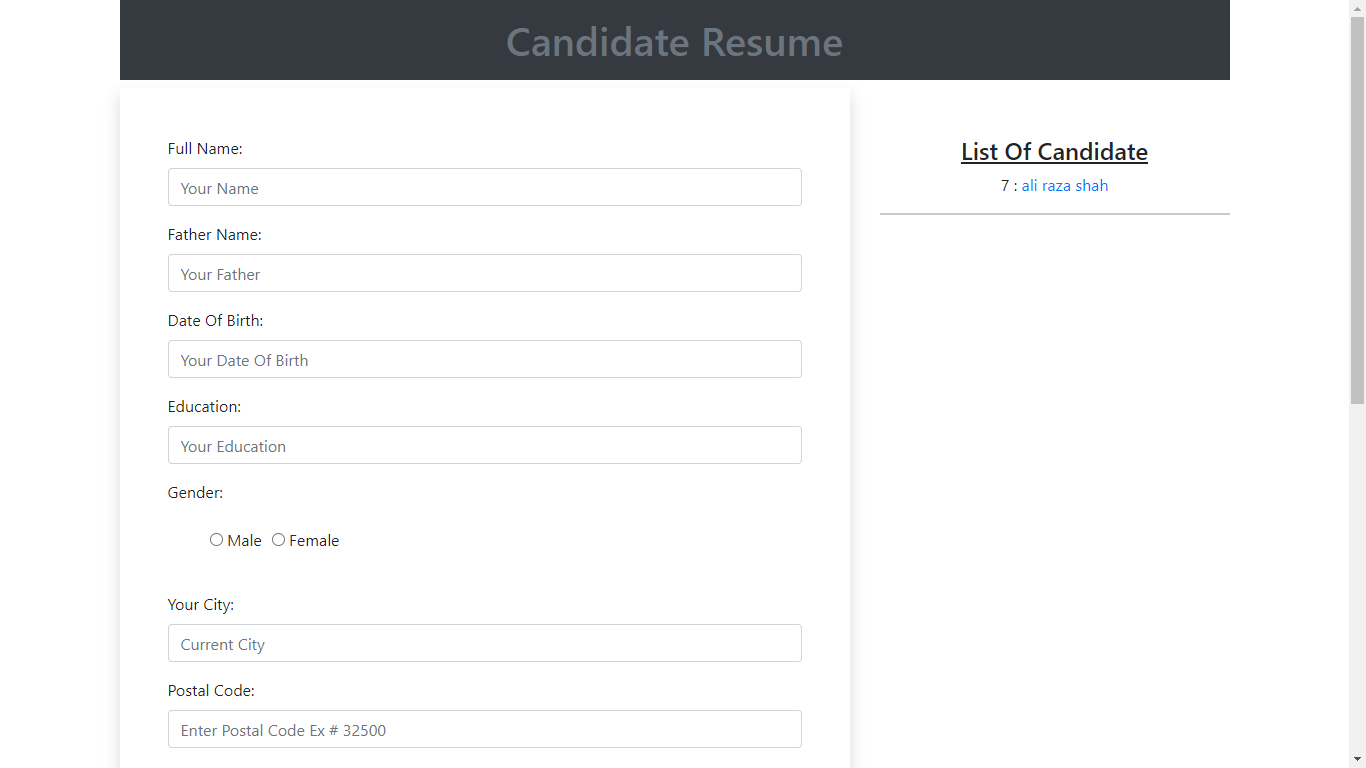 Candidate Resume
Full Name:
Your Name
Father Name:
Your Father
Date Of Birth:
Your Date Of Birth
Education:
Your Education
Gender:
Male Female
Your City:
Current City
Postal Code:
Enter Postal Code Ex # 32500
List Of Candidate
7 : ali raza shah